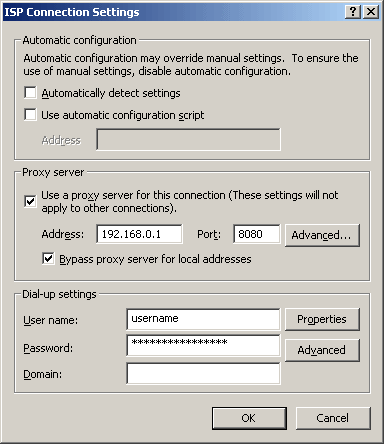 ISP Connection Settings
Automatic configuration
Automatic configuration may override manual settings. To ensure the
use of manual settings, disable automatic configuration.
Automatically detect settings
Use automatic configuration script
Address
Proxy server
Use a proxy server for this connection (These settings will not
apply to other connections).
Address: 192.168.0.1 Port: 8080 Advanced...
Bypass proxy server for local addresses
Dial-up settings
User name: username Properties
Password: **************** Advanced
Domain:
OK Cancel